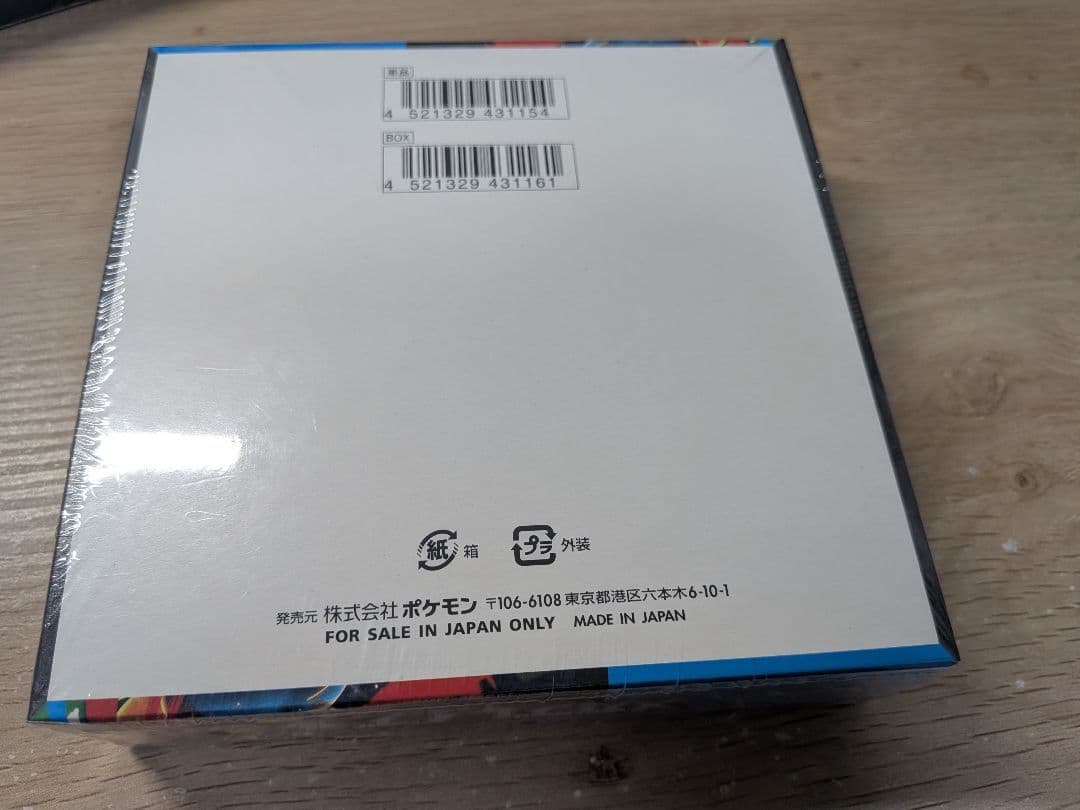 単品
4 521329 431154
BOX
4 521329 431161
紙 箱 プラ 外装
発売元 株式会社 ポケモン 〒106-6108 東京都港区六本木6-10-1
FOR SALE IN JAPAN ONLY MADE IN JAPAN